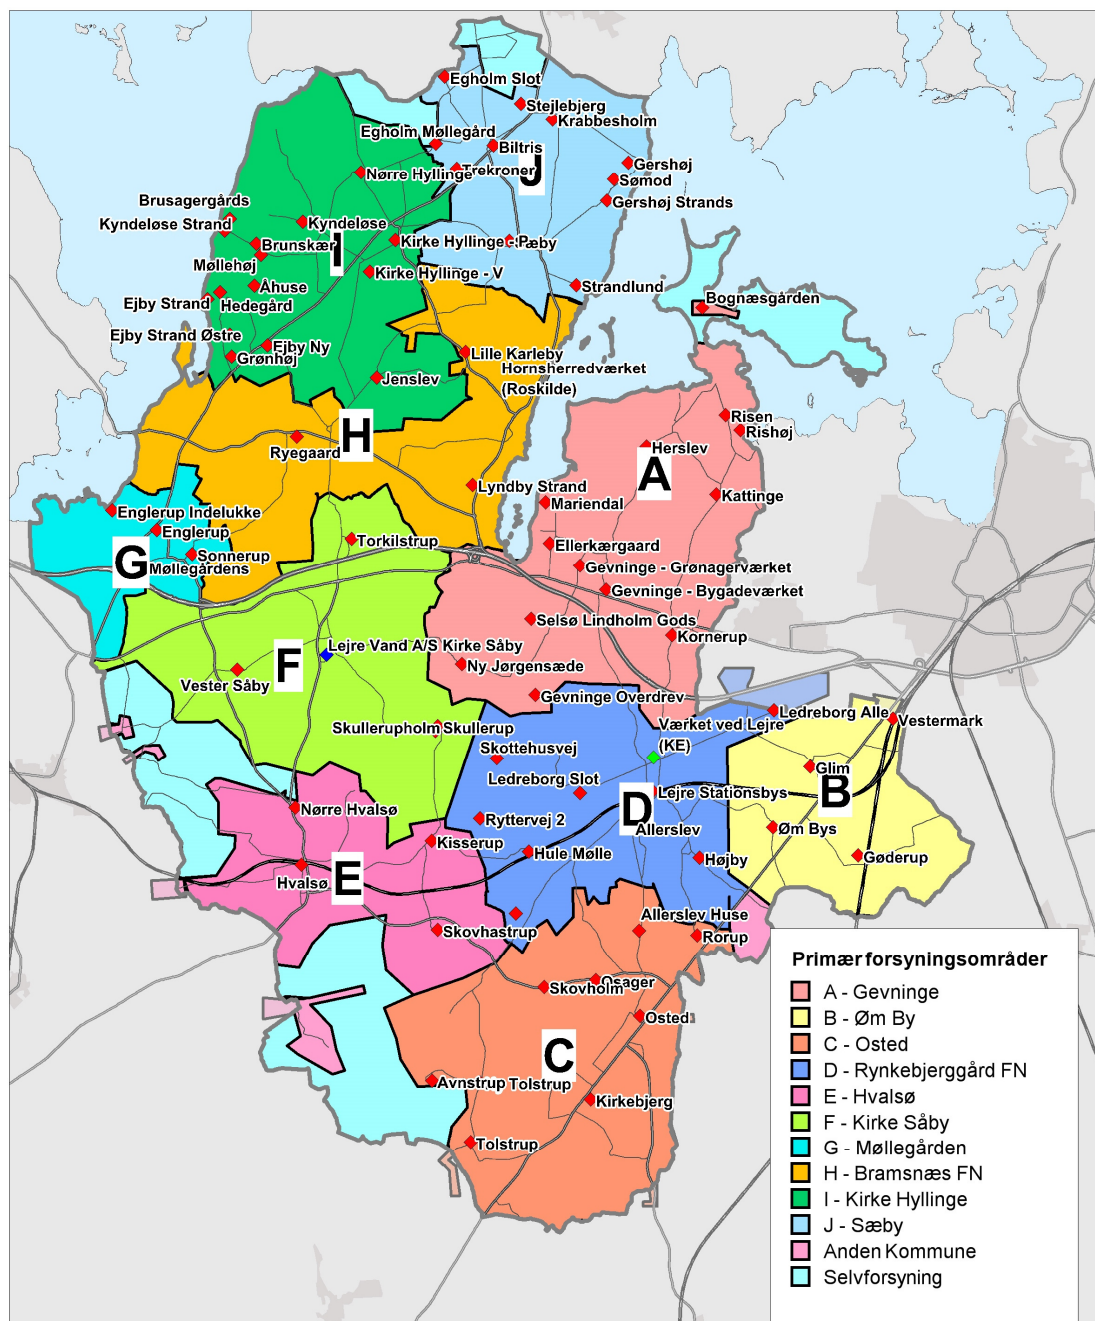 Egholm Slot
Stejlebjerg
Krabbesholm
Egholm Møllegård
Biltris
J
Gershøj
Trekroner
Nørre Hyllinge
Sømod
Gershøj Strands
Brusagergårds
Kyndeløse Strand
Kyndeløse
Brunskær
I
Kirke Hyllinge - P
Sæby
Møllehøj
Kirke Hyllinge - V
Åhuse
Strandlund
Ejby Strand
Hedegård
Bognæsgården
Ejby Strand Østre
Ejby Ny
Grønhøj
Lille Karleby
Hornsherredværket
(Roskilde)
Jenslev
Risen
Rishøj
H
Ryegaard
Herslev
A
Lyndby Strand
Kattinge
Mariendal
Englerup Indelukke
Englerup
Torkilstrup
Ellerkærgaard
Sonnerup
G
Møllegårdens
Gevninge - Grønagerværket
Gevninge - Bygadeværket
Selsø Lindholm Gods
Kornerup
Lejre Vand A/S Kirke Såby
F
Ny Jørgensæde
Vester Såby
Gevninge Overdrev
Ledreborg Alle
Vestermark
Skullerupholm
Skullerup
Værket ved Lejre
(KE)
Skottehusvej
Glim
Ledreborg Slot
Lejre Stationsbys
B
D
Nørre Hvalsø
Ryttervej 2
Allerslev
Øm Bys
Kisserup
Hule Mølle
Højby
Gøderup
Hvalsø
E
Allerslev Huse
Skovhastrup
Rorup
Osager
Skovholm
Osted
C
Avnstrup
Tolstrup
Kirkebjerg
Tolstrup
Primær forsyningsområder
A - Gevninge
B - Øm By
C - Osted
D - Rynkebjerggård FN
E - Hvalsø
F - Kirke Såby
G - Møllegården
H - Bramsnæs FN
I - Kirke Hyllinge
J - Sæby
Anden Kommune
Selvforsyning